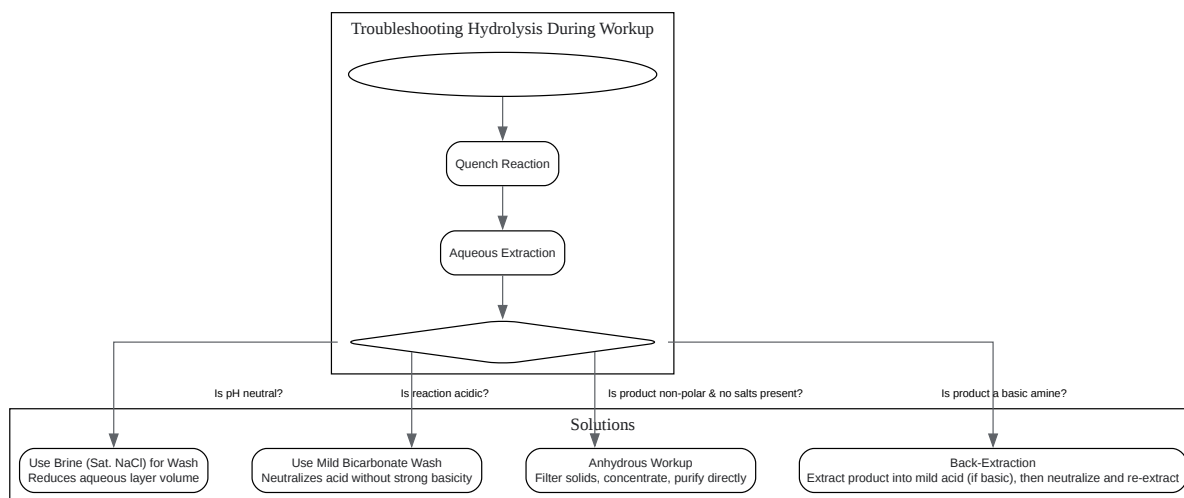 Troubleshooting Hydrolysis During Workup
Quench Reaction
Aqueous Extraction
Is pH neutral?
Is reaction acidic?
Is product non-polar & no salts present?
Is product a basic amine?
Solutions
Use Brine (Sat. NaCl) for Wash
Reduces aqueous layer volume
Use Mild Bicarbonate Wash
Neutralizes acid without strong basicity
Anhydrous Workup
Filter solids, concentrate, purify directly
Back-Extraction
Extract product into mild acid (if basic), then neutralize and re-extract